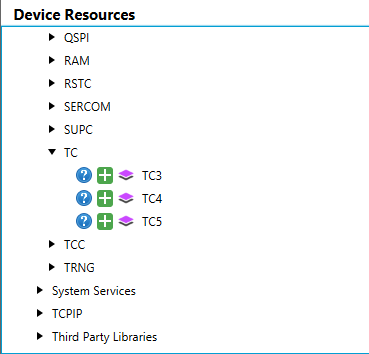 Device Resources
QSPI
RAM
RSTC
SERCOM
SUPC
TC
? TC3
? TC4
? TC5
TCC
TRNG
System Services
TCPIP
Third Party Libraries